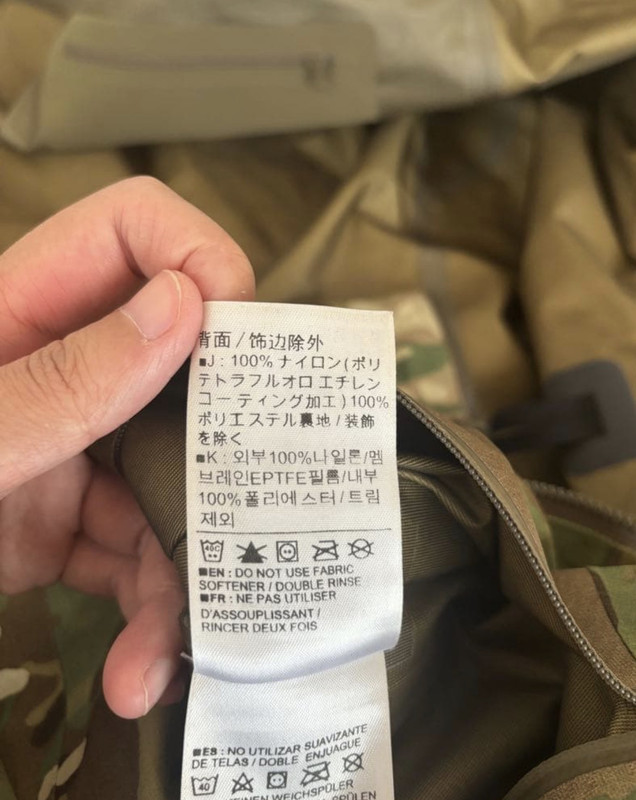 背面/饰边除外
■J: 100% ナイロン(ポリ
テトラフルオロ エチレン
コーティング加工)100%
ポリエステル裏地/装飾
を除く
■K: 외부100%나일론/멤
브레인EPTFE필름/내부
100%폴리에스터/트림
제외
40C
■EN: DO NOT USE FABRIC
SOFTENER / DOUBLE RINSE
■FR: NE PAS UTILISER
D'ASSOUPLISSANT /
RINCER DEUX FOIS
■ES: NO UTILIZAR SUAVIZANTE
DE TELAS / DOBLE ENJUAGUE
40
WEICHSPÜLER